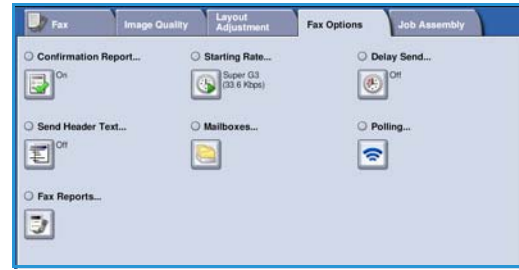 Fax
Image Quality
Layout
Adjustment
Fax Options
Job Assembly
Confirmation Report...
On
Starting Rate...
Super G3
(33.6 Kbps)
Delay Send...
Off
Send Header Text...
Off
Mailboxes...
Polling...
Fax Reports...